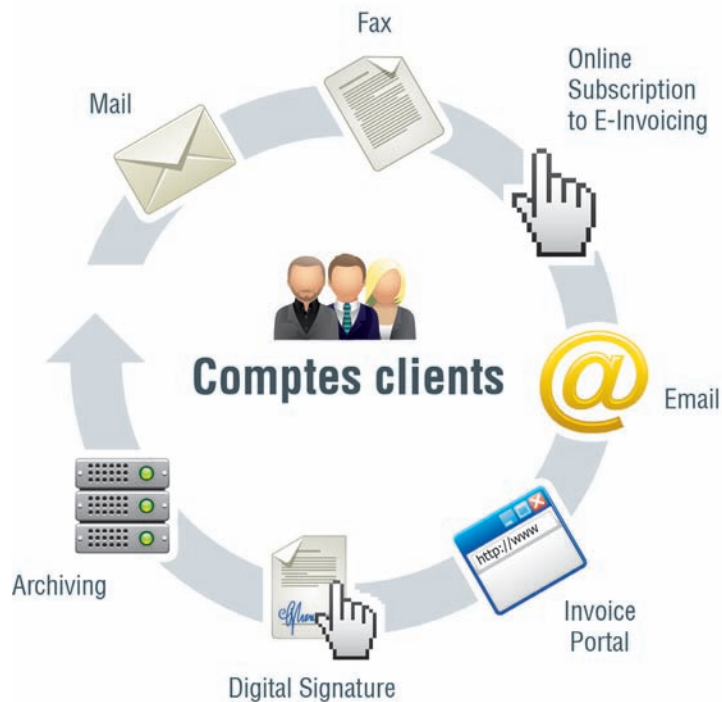 Fax
Online
Subscription
to E-Invoicing
Mail
Comptes clients
@
Email
http://www
Invoice
Portal
Archiving
Digital Signature